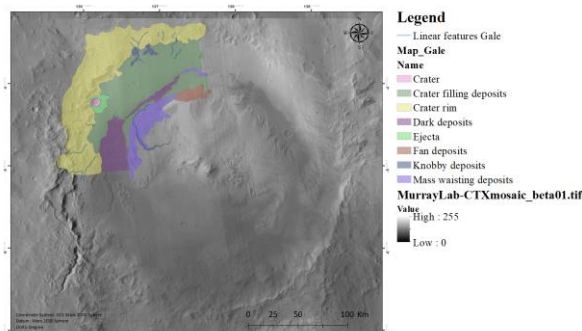 Legend
Linear features Gale
Map_Gale
Name
Crater
Crater filling deposits
Crater rim
Dark deposits
Ejecta
Fan deposits
Knobby deposits
Mass waisting deposits
MurrayLab-CTXmosaic_beta01.tif
Value
High : 255
Low : 0
0 25 50 100 Km